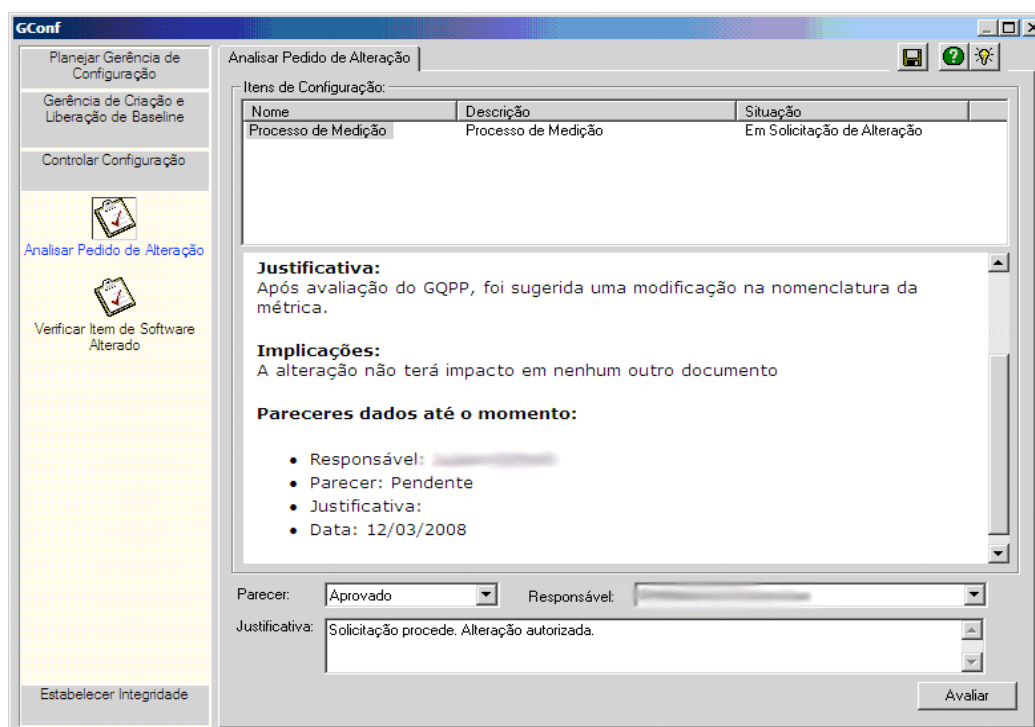 GConf
Planejar Gerência de
Configuração
Gerência de Criação e
Liberação de Baseline
Controlar Configuração
Analisar Pedido de Alteração
Verificar Item de Software
Alterado
Estabelecer Integridade
Analisar Pedido de Alteração
Itens de Configuração:
Nome Descrição Situação
Processo de Medição Processo de Medição Em Solicitação de Alteração
Justificativa:
Após avaliação do GQPP, foi sugerida uma modificação na nomenclatura da
métrica.
Implicações:
A alteração não terá impacto em nenhum outro documento
Pareceres dados até o momento:
• Responsável:
• Parecer: Pendente
• Justificativa:
• Data: 12/03/2008
Parecer: Aprovado Responsável:
Justificativa: Solicitação procede. Alteração autorizada.
Avaliar